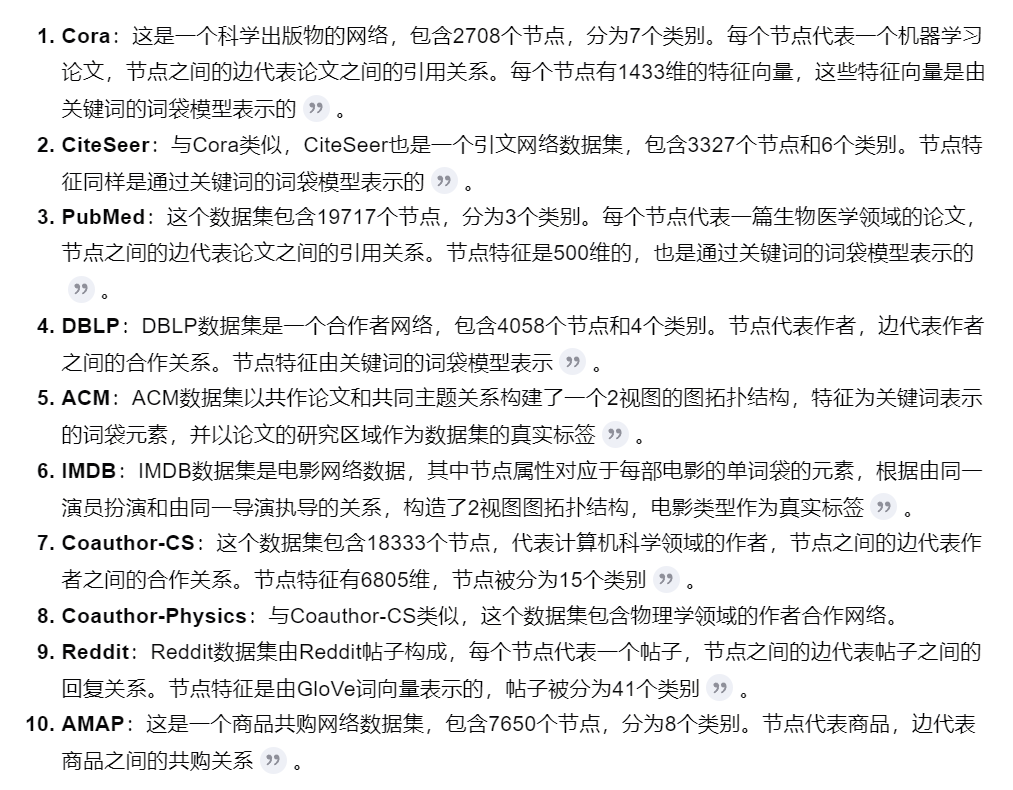 1. Cora：这是一个科学出版物的网络，包含2708个节点，分为7个类别。每个节点代表一个机器学习
论文，节点之间的边代表论文之间的引用关系。每个节点有1433维的特征向量，这些特征向量是由
关键词的词袋模型表示的 ” 。
2. CiteSeer：与Cora类似，CiteSeer也是一个引文网络数据集，包含3327个节点和6个类别。节点特
征同样是通过关键词的词袋模型表示的 ” 。
3. PubMed：这个数据集包含19717个节点，分为3个类别。每个节点代表一篇生物医学领域的论文，
节点之间的边代表论文之间的引用关系。节点特征是500维的，也是通过关键词的词袋模型表示的
” 。
4. DBLP：DBLP数据集是一个合作者网络，包含4058个节点和4个类别。节点代表作者，边代表作者
之间的合作关系。节点特征由关键词的词袋模型表示 ” 。
5. ACM：ACM数据集以共作论文和共同主题关系构建了一个2视图的图拓扑结构，特征为关键词表示
的词袋元素，并以论文的研究区域作为数据集的真实标签 ” 。
6. IMDB：IMDB数据集是电影网络数据，其中节点属性对应于每部电影的单词袋的元素，根据由同一
演员扮演和由同一导演执导的关系，构造了2视图图拓扑结构，电影类型作为真实标签 ” 。
7. Coauthor-CS：这个数据集包含18333个节点，代表计算机科学领域的作者，节点之间的边代表作
者之间的合作关系。节点特征有6805维，节点被分为15个类别 ” 。
8. Coauthor-Physics：与Coauthor-CS类似，这个数据集包含物理学领域的作者合作网络。
9. Reddit：Reddit数据集由Reddit帖子构成，每个节点代表一个帖子，节点之间的边代表帖子之间的
回复关系。节点特征是由GloVe词向量表示的，帖子被分为41个类别 ” 。
10. AMAP：这是一个商品共购网络数据集，包含7650个节点，分为8个类别。节点代表商品，边代表
商品之间的共购关系 ” 。